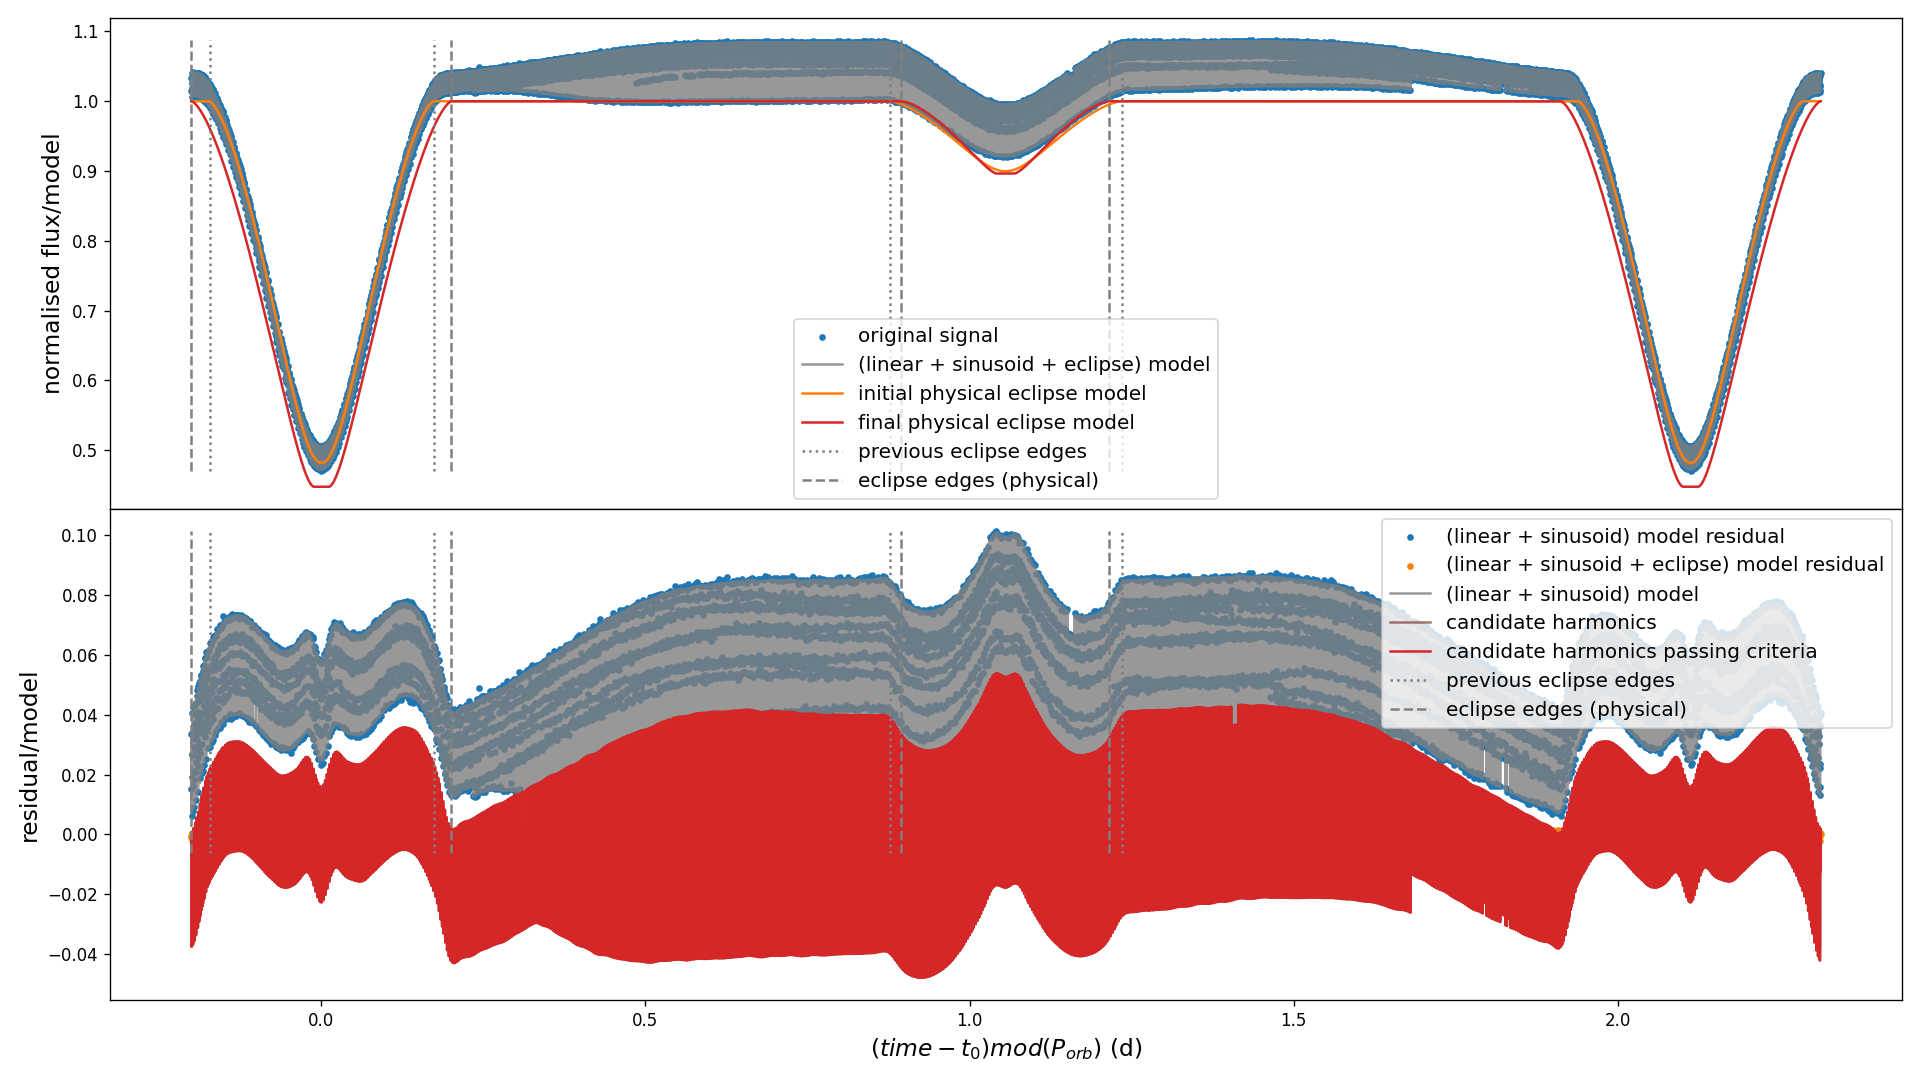 normalised flux/model
1.1
1.0
0.9
0.8
0.7
0.6
0.5
original signal
(linear + sinusoid + eclipse) model
initial physical eclipse model
final physical eclipse model
previous eclipse edges
eclipse edges (physical)
residual/model
0.10
0.08
0.06
0.04
0.02
0.00
−0.02
−0.04
(linear + sinusoid) model residual
(linear + sinusoid + eclipse) model residual
(linear + sinusoid) model
candidate harmonics
candidate harmonics passing criteria
previous eclipse edges
eclipse edges (physical)
0.0 0.5 1.0 1.5 2.0
(time − t₀)mod(P_orb) (d)